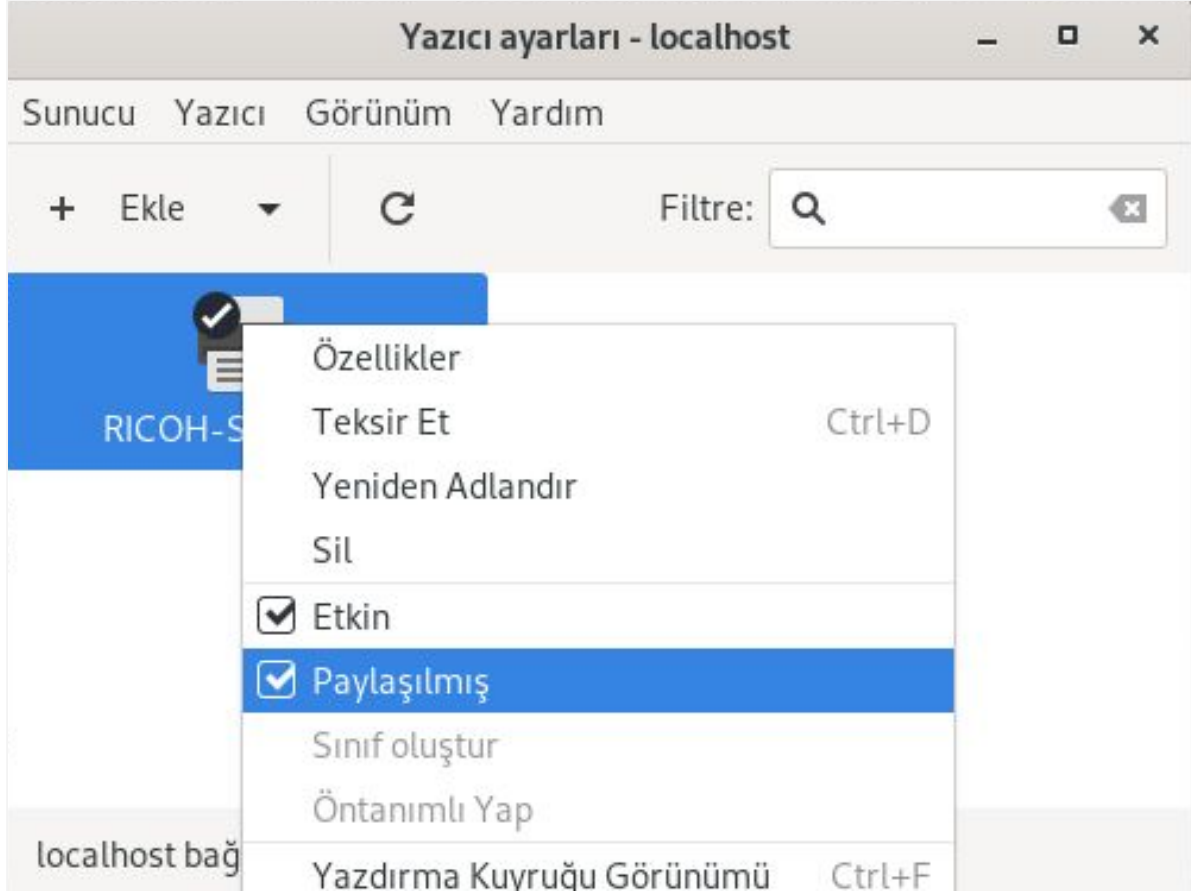 Yazıcı ayarları - localhost
Sunucu Yazıcı Görünüm Yardım
Ekle Filtre:
RICOH-S
Özellikler
Teksir Et Ctrl+D
Yeniden Adlandır
Sil
Etkin
Paylaşılmış
Sınıf oluştur
Öntanımlı Yap
localhost bağ
Yazdırma Kuyruğu Görünümü Ctrl+F